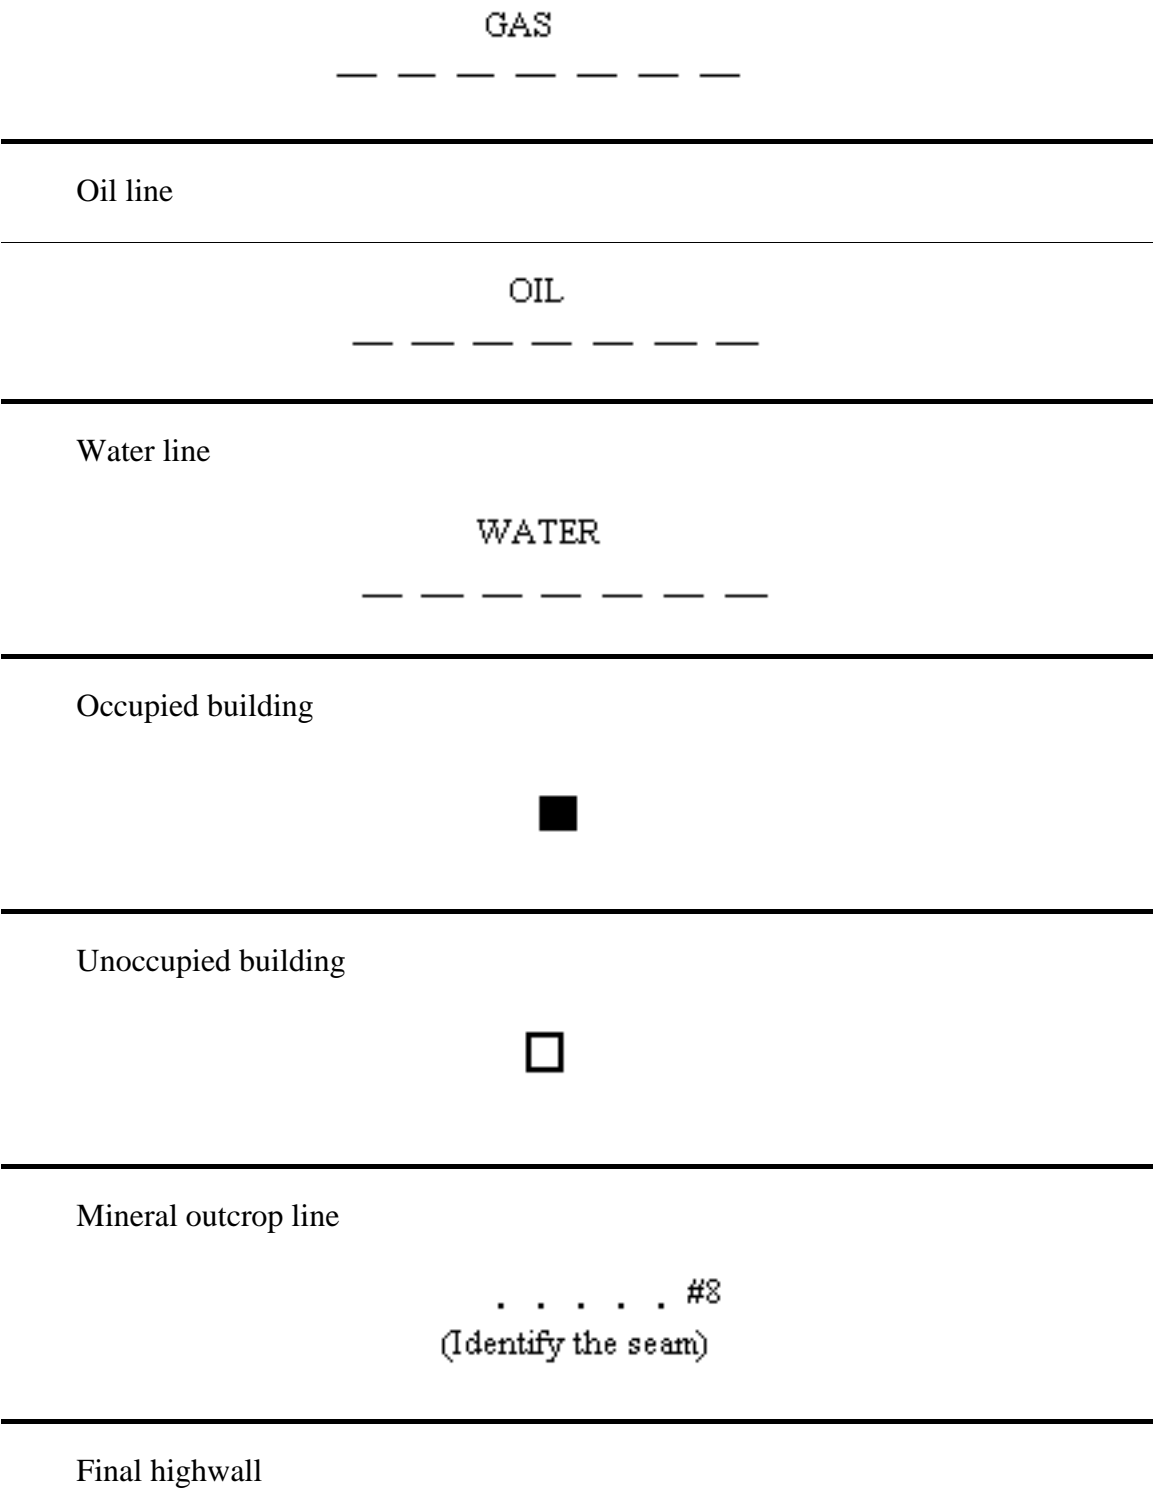 GAS
Oil line
OIL
Water line
WATER
Occupied building
Unoccupied building
Mineral outcrop line
. . . . . #8
(Identify the seam)
Final highwall